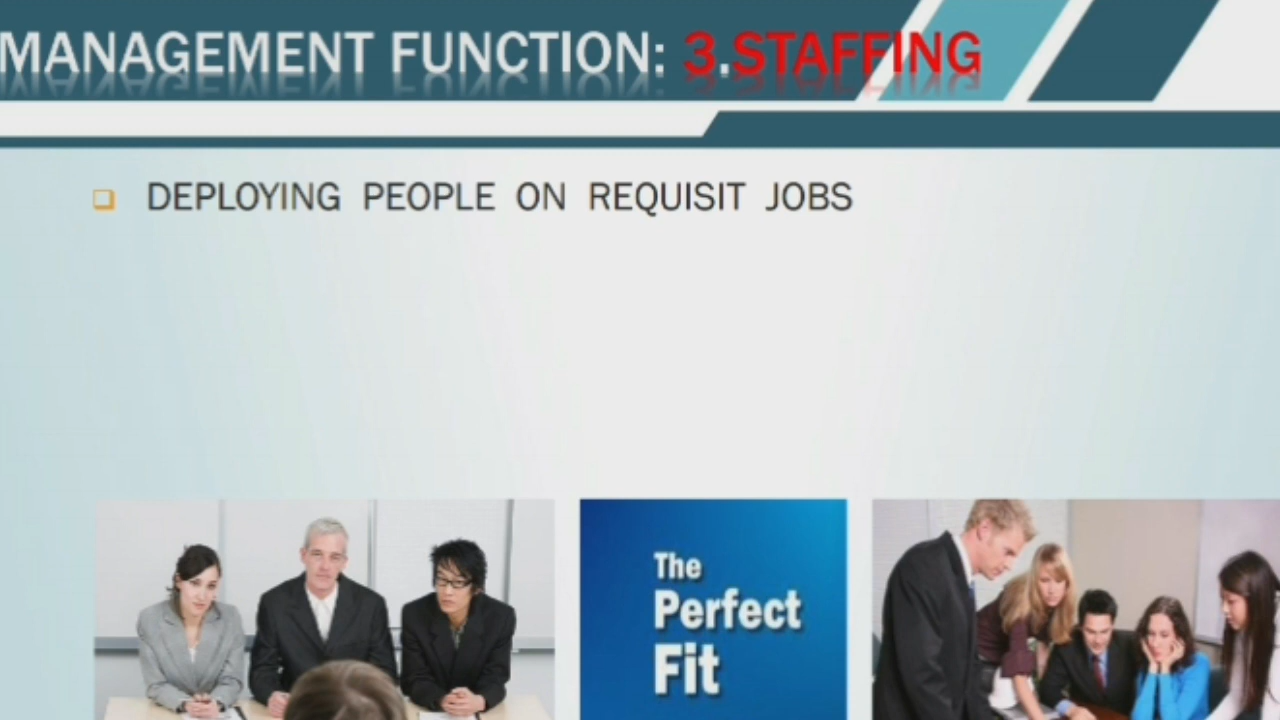 MANAGEMENT FUNCTION: 3.STAFFING
DEPLOYING PEOPLE ON REQUISIT JOBS
The
Perfect
Fit